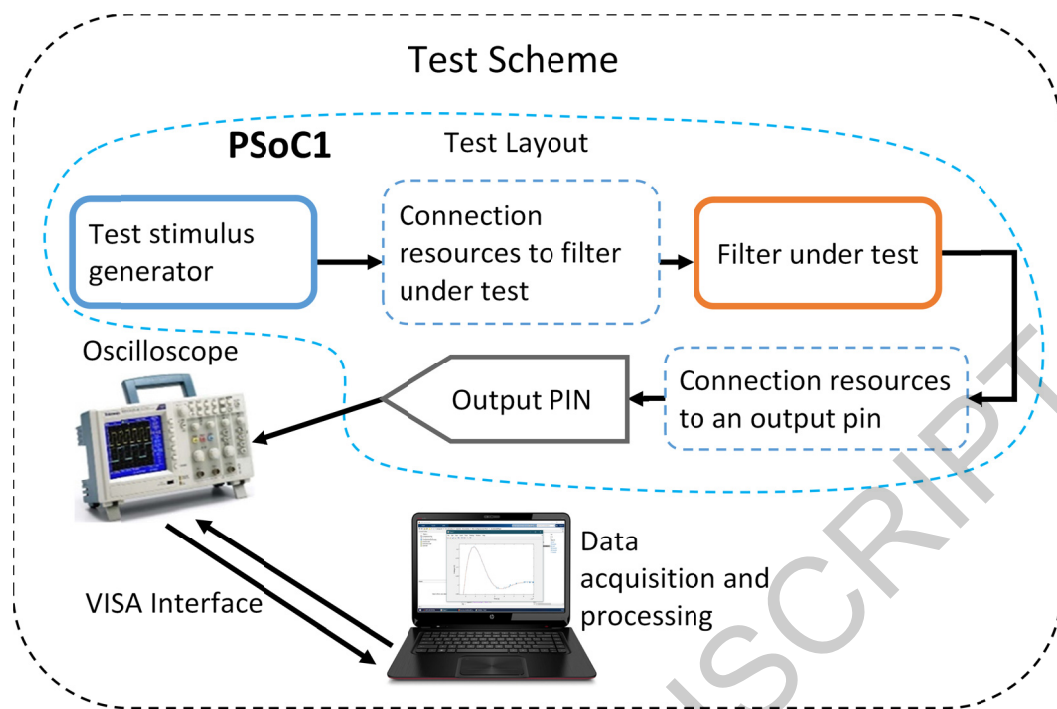 Test Scheme
PSoC1
Test Layout
Test stimulus
generator
Connection
resources to filter
under test
Filter under test
Oscilloscope
Output PIN
Connection resources
to an output pin
VISA Interface
Data
acquisition and
processing